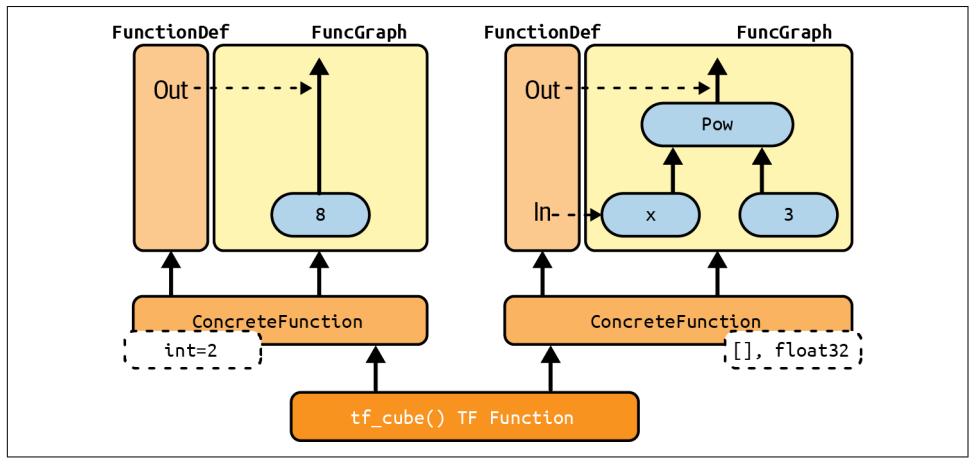 FunctionDef FuncGraph FunctionDef FuncGraph
Out Out
Pow
In
8 x 3
ConcreteFunction ConcreteFunction
int=2 [], float32
tf_cube() TF Function